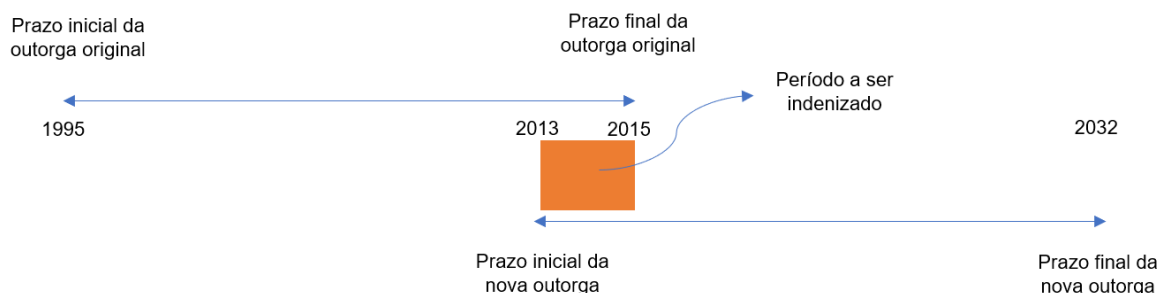 Prazo inicial da
outorga original
Prazo final da
outorga original
Período a ser
indenizado
1995
2013
2015
2032
Prazo inicial da
nova outorga
Prazo final da
nova outorga